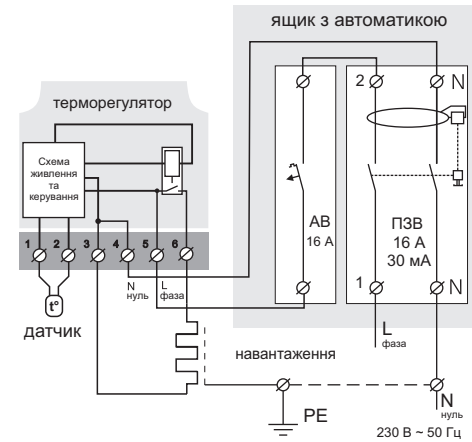 ящик з автоматикою
терморегулятор
Схема
живлення
та
керування
1 2 3 4 5 6
N
нуль
L
фаза
t°
датчик
2 N
АВ
16 А
ПЗВ
16 А
30 мА
1 N
L
фаза
навантаження
PE
N
нуль
230 В ~ 50 Гц